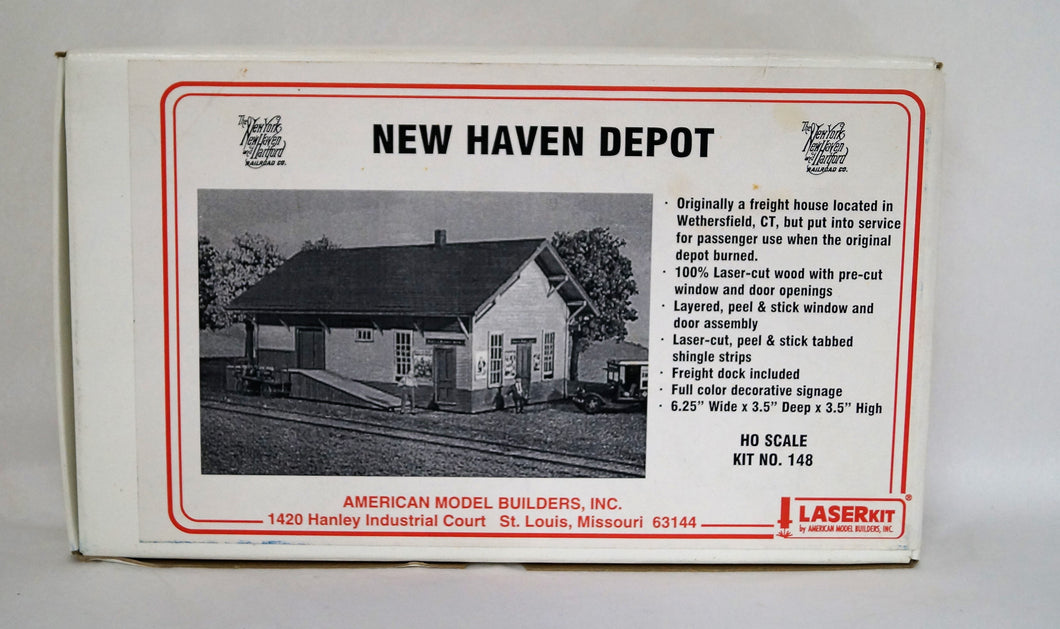 The New York
New Haven
and Hartford
RAILROAD CO.
NEW HAVEN DEPOT
The New York
New Haven
and Hartford
RAILROAD CO.
· Originally a freight house located in
Wethersfield, CT, but put into service
for passenger use when the original
depot burned.
· 100% Laser-cut wood with pre-cut
window and door openings
· Layered, peel & stick window and
door assembly
· Laser-cut, peel & stick tabbed
shingle strips
· Freight dock included
· Full color decorative signage
· 6.25” Wide x 3.5” Deep x 3.5” High
HO SCALE
KIT NO. 148
AMERICAN MODEL BUILDERS, INC.
1420 Hanley Industrial Court St. Louis, Missouri 63144
LASERKIT®
by AMERICAN MODEL BUILDERS, INC.